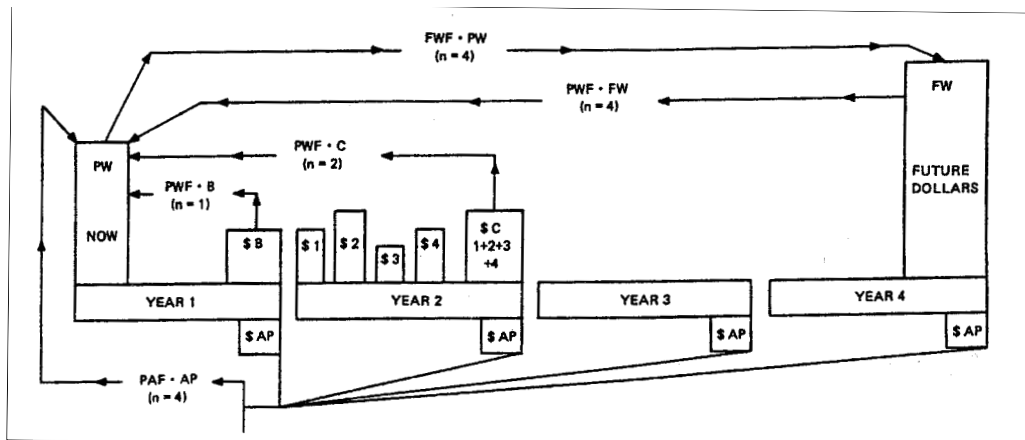 FWF • PW
(n = 4)
PWF • FW
(n = 4)
FW
PWF • C
(n = 2)
PW
PWF • B
(n = 1)
FUTURE
DOLLARS
NOW
$ B
$ 1
$ 2
$ 3
$ 4
$ C
1+2+3
+4
YEAR 1
YEAR 2
YEAR 3
YEAR 4
$ AP
$ AP
$ AP
$ AP
PAF • AP
(n = 4)